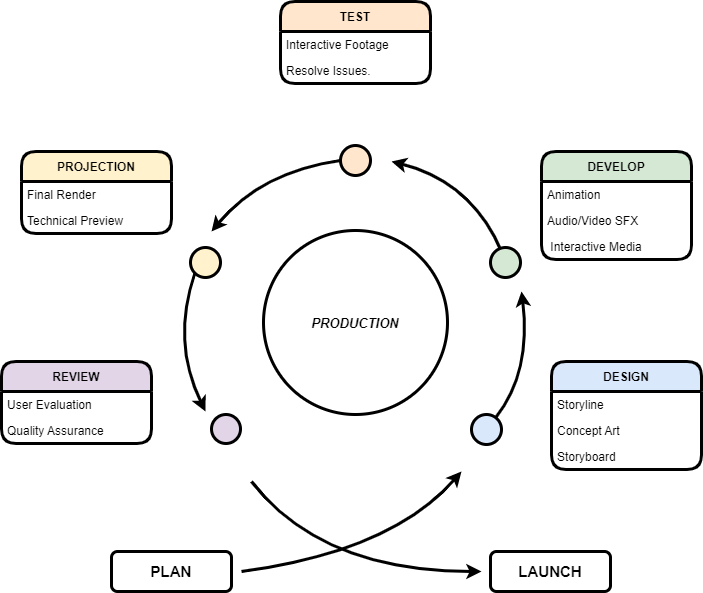 TEST
Interactive Footage
Resolve Issues.
PROJECTION
Final Render
Technical Preview
DEVELOP
Animation
Audio/Video SFX
Interactive Media
PRODUCTION
REVIEW
User Evaluation
Quality Assurance
DESIGN
Storyline
Concept Art
Storyboard
PLAN
LAUNCH